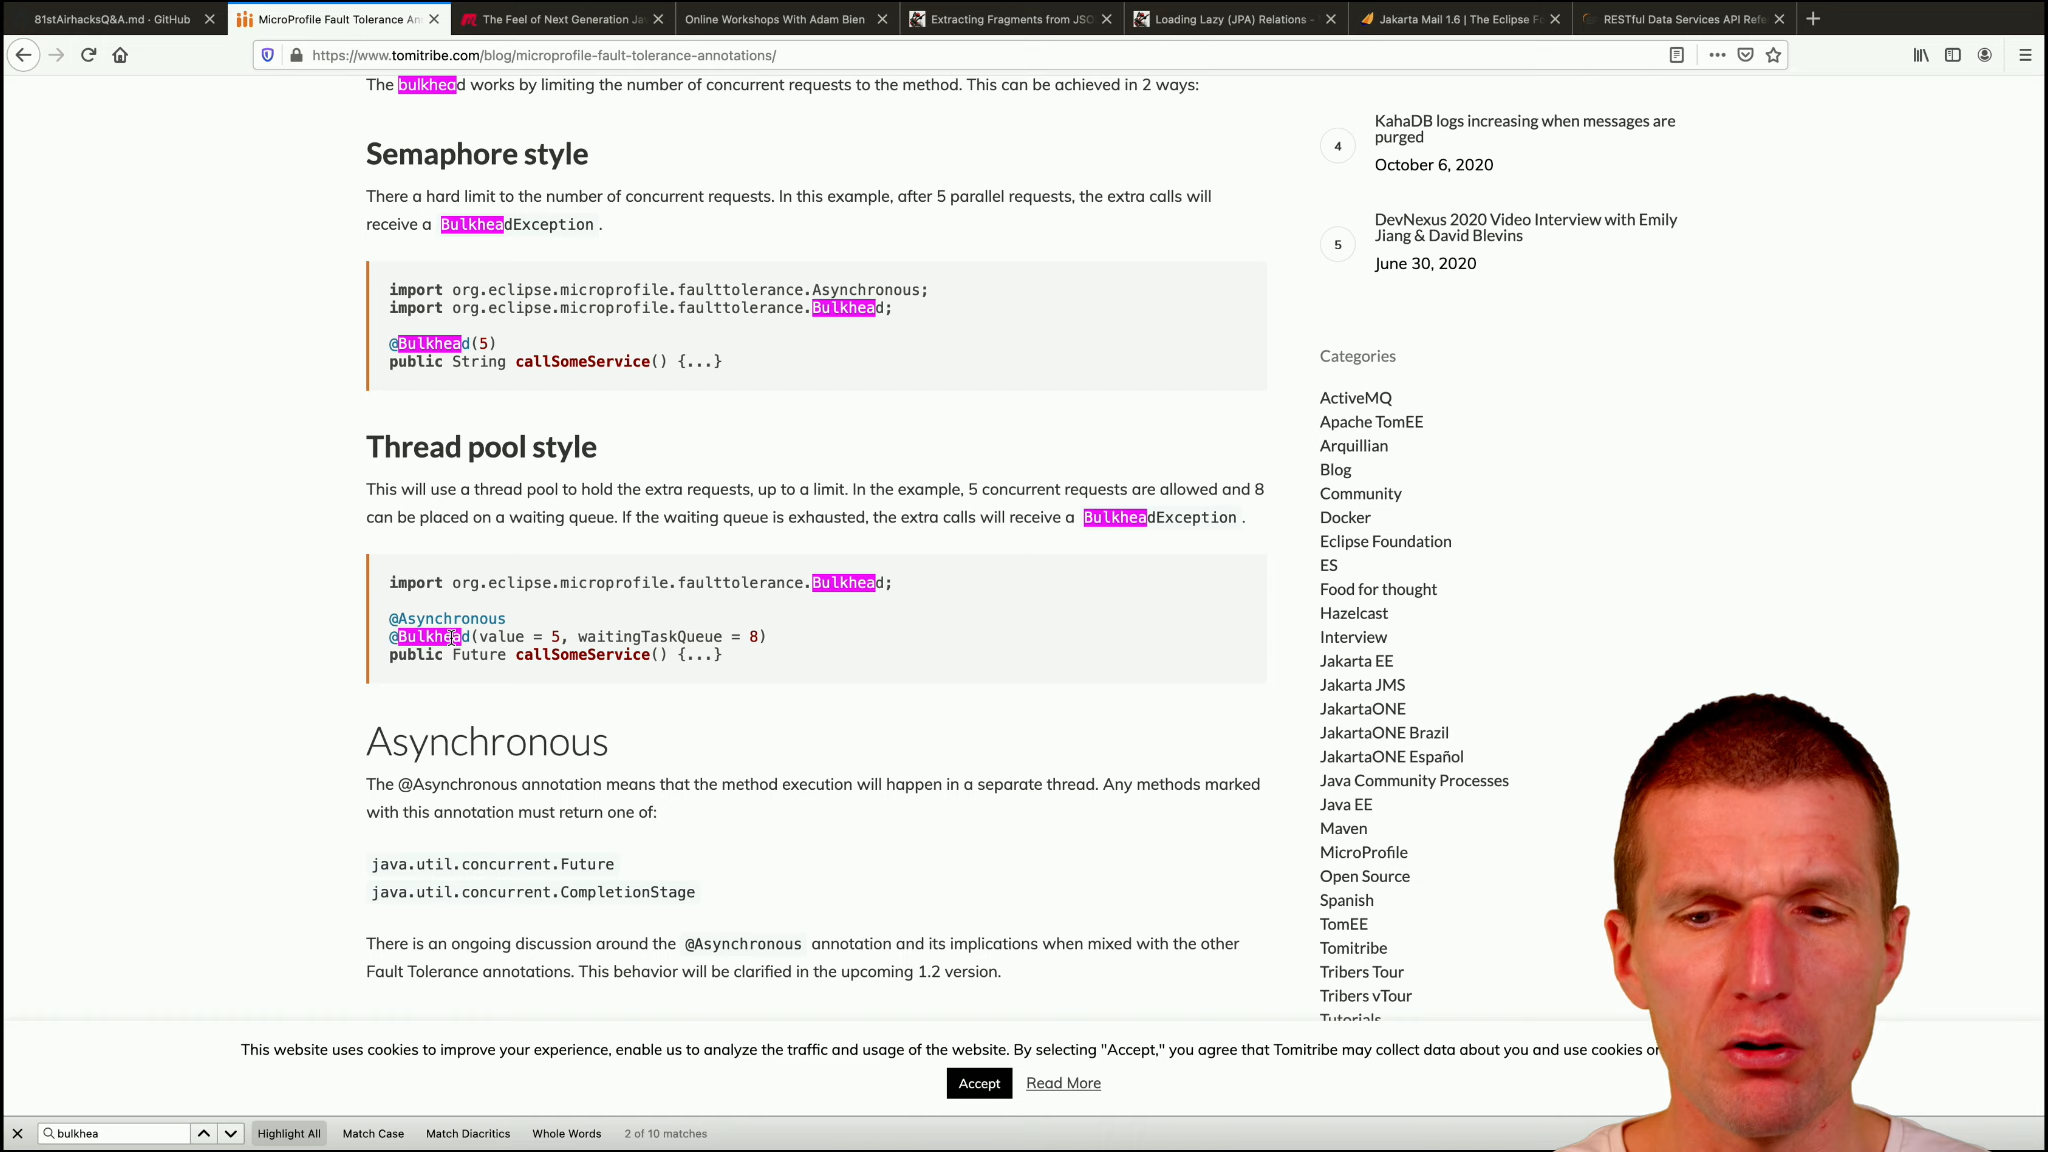 81stAirhacksQ&A.md · GitHub
MicroProfile Fault Tolerance An
The Feel of Next Generation Ja
Online Workshops With Adam Bien
Extracting Fragments from JSO
Loading Lazy (JPA) Relations -
Jakarta Mail 1.6 | The Eclipse Fo
RESTful Data Services API Refe
https://www.tomitribe.com/blog/microprofile-fault-tolerance-annotations/
The bulkhead works by limiting the number of concurrent requests to the method. This can be achieved in 2 ways:
Semaphore style
There a hard limit to the number of concurrent requests. In this example, after 5 parallel requests, the extra calls will
receive a BulkheadException .
import org.eclipse.microprofile.faulttolerance.Asynchronous;
import org.eclipse.microprofile.faulttolerance.Bulkhead;
@Bulkhead(5)
public String callSomeService() {...}
Thread pool style
This will use a thread pool to hold the extra requests, up to a limit. In the example, 5 concurrent requests are allowed and 8
can be placed on a waiting queue. If the waiting queue is exhausted, the extra calls will receive a BulkheadException .
import org.eclipse.microprofile.faulttolerance.Bulkhead;
@Asynchronous
@Bulkhead(value = 5, waitingTaskQueue = 8)
public Future callSomeService() {...}
Asynchronous
The @Asynchronous annotation means that the method execution will happen in a separate thread. Any methods marked
with this annotation must return one of:
java.util.concurrent.Future
java.util.concurrent.CompletionStage
There is an ongoing discussion around the @Asynchronous annotation and its implications when mixed with the other
Fault Tolerance annotations. This behavior will be clarified in the upcoming 1.2 version.
4
KahaDB logs increasing when messages are
purged
October 6, 2020
5
DevNexus 2020 Video Interview with Emily
Jiang & David Blevins
June 30, 2020
Categories
ActiveMQ
Apache TomEE
Arquillian
Blog
Community
Docker
Eclipse Foundation
ES
Food for thought
Hazelcast
Interview
Jakarta EE
Jakarta JMS
JakartaONE
JakartaONE Brazil
JakartaONE Español
Java Community Processes
Java EE
Maven
MicroProfile
Open Source
Spanish
TomEE
Tomitribe
Tribers Tour
Tribers vTour
Tutorials
This website uses cookies to improve your experience, enable us to analyze the traffic and usage of the website. By selecting "Accept," you agree that Tomitribe may collect data about you and use cookies or
Accept
Read More
bulkhea
Highlight All
Match Case
Match Diacritics
Whole Words
2 of 10 matches